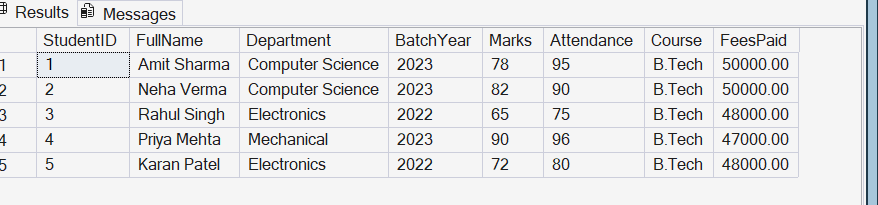 Results Messages
StudentID FullName Department BatchYear Marks Attendance Course FeesPaid
1 1 Amit Sharma Computer Science 2023 78 95 B.Tech 50000.00
2 2 Neha Verma Computer Science 2023 82 90 B.Tech 50000.00
3 3 Rahul Singh Electronics 2022 65 75 B.Tech 48000.00
4 4 Priya Mehta Mechanical 2023 90 96 B.Tech 47000.00
5 5 Karan Patel Electronics 2022 72 80 B.Tech 48000.00